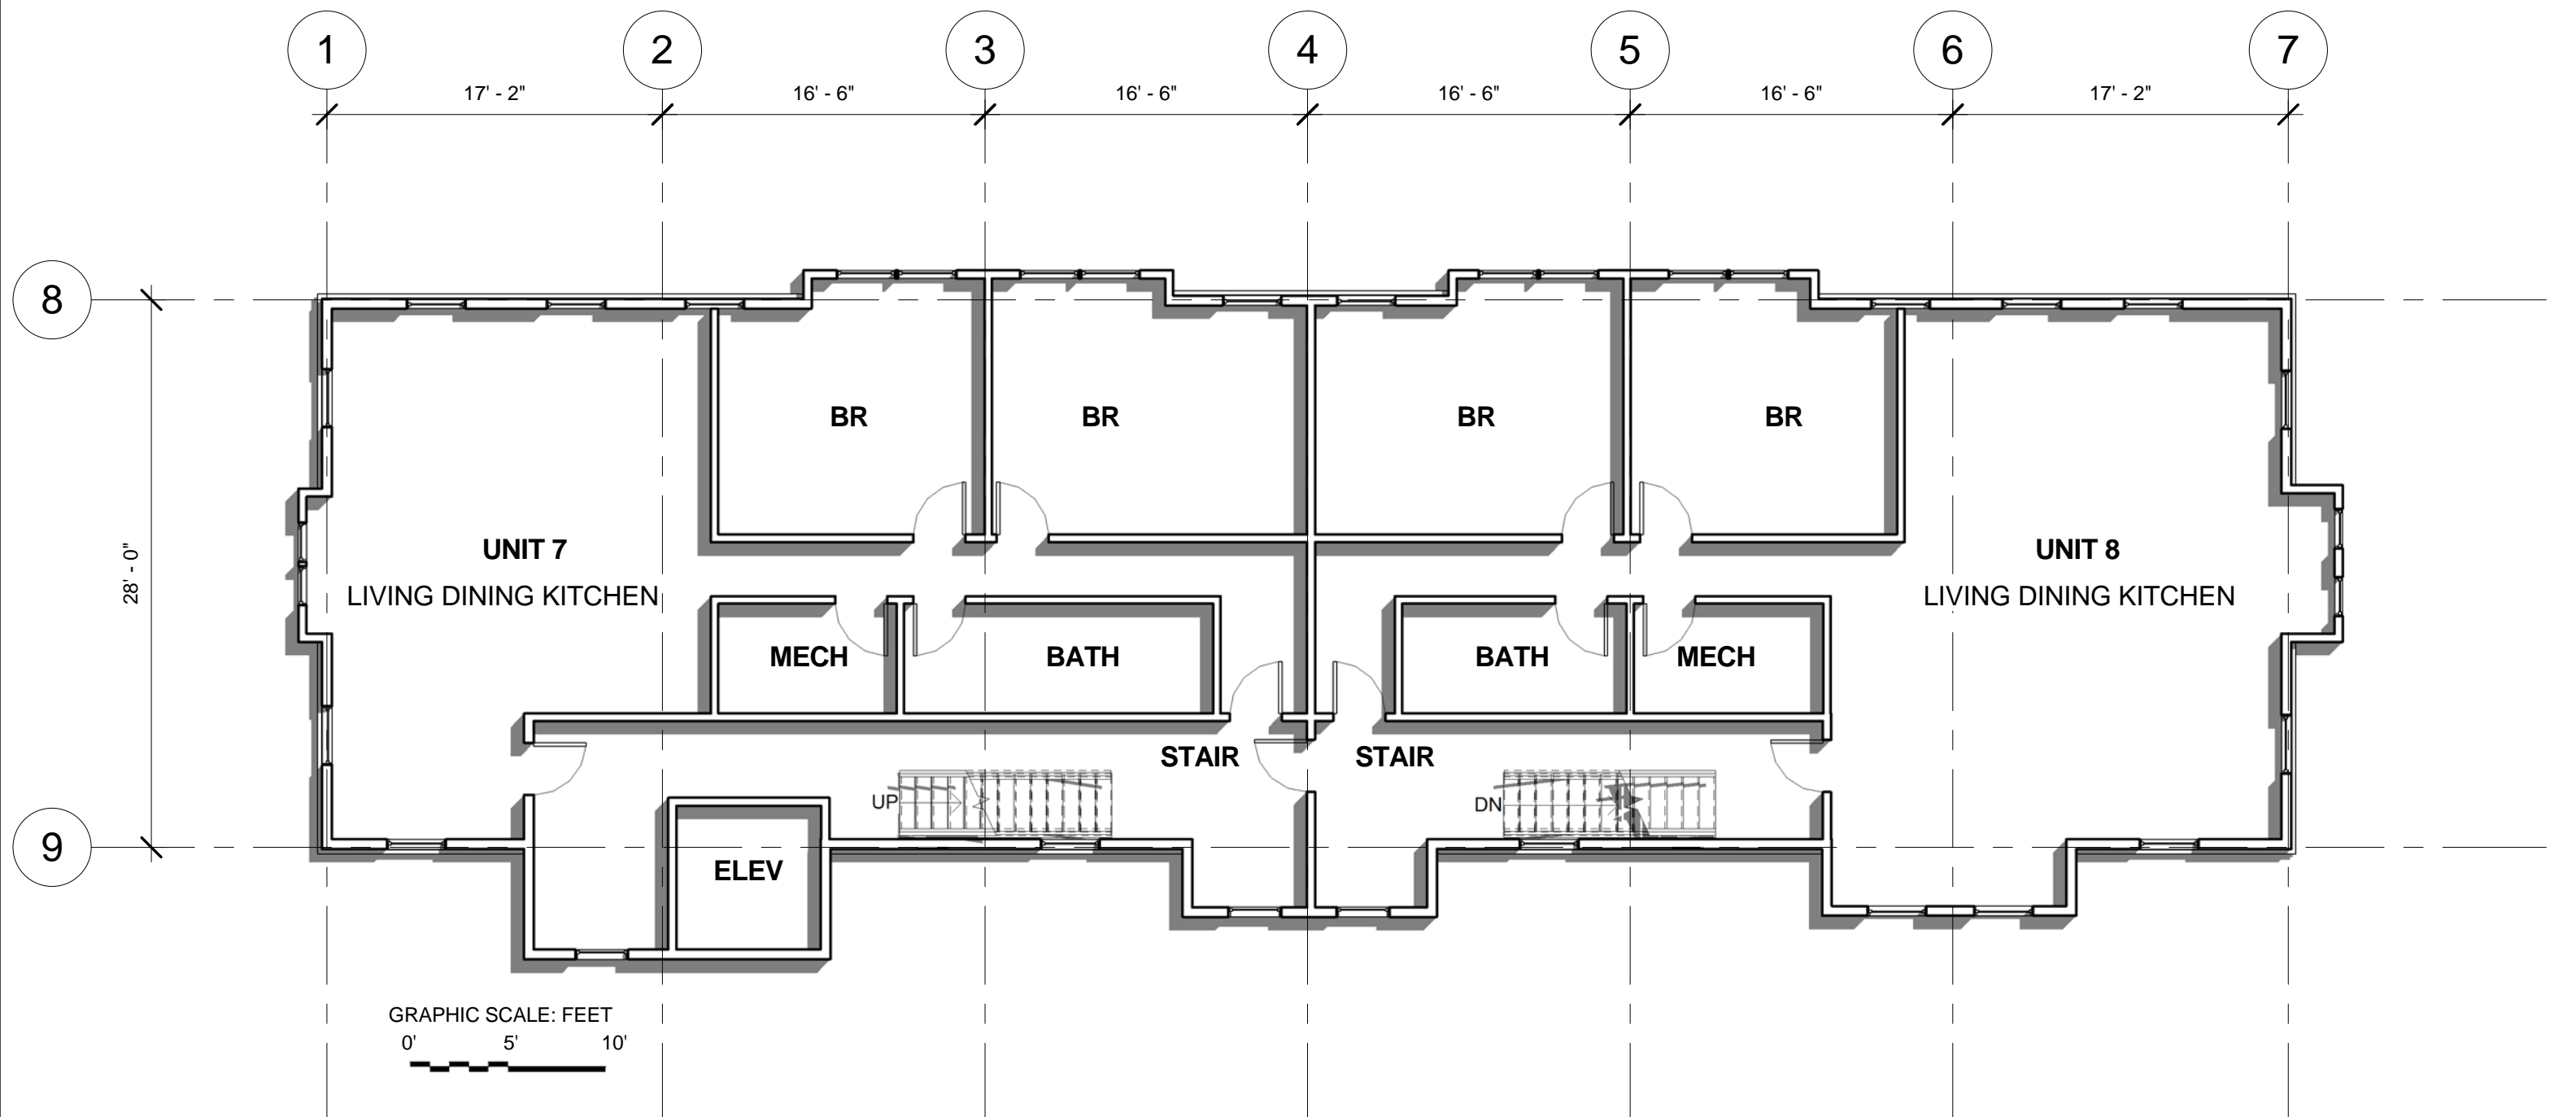 1 2 3 4 5 6 7
17' - 2" 16' - 6" 16' - 6" 16' - 6" 16' - 6" 17' - 2"
8
28' - 0"
9
BR BR BR BR
UNIT 7 UNIT 8
LIVING DINING KITCHEN LIVING DINING KITCHEN
MECH BATH BATH MECH
STAIR STAIR
UP DN
ELEV
GRAPHIC SCALE: FEET
0' 5' 10'